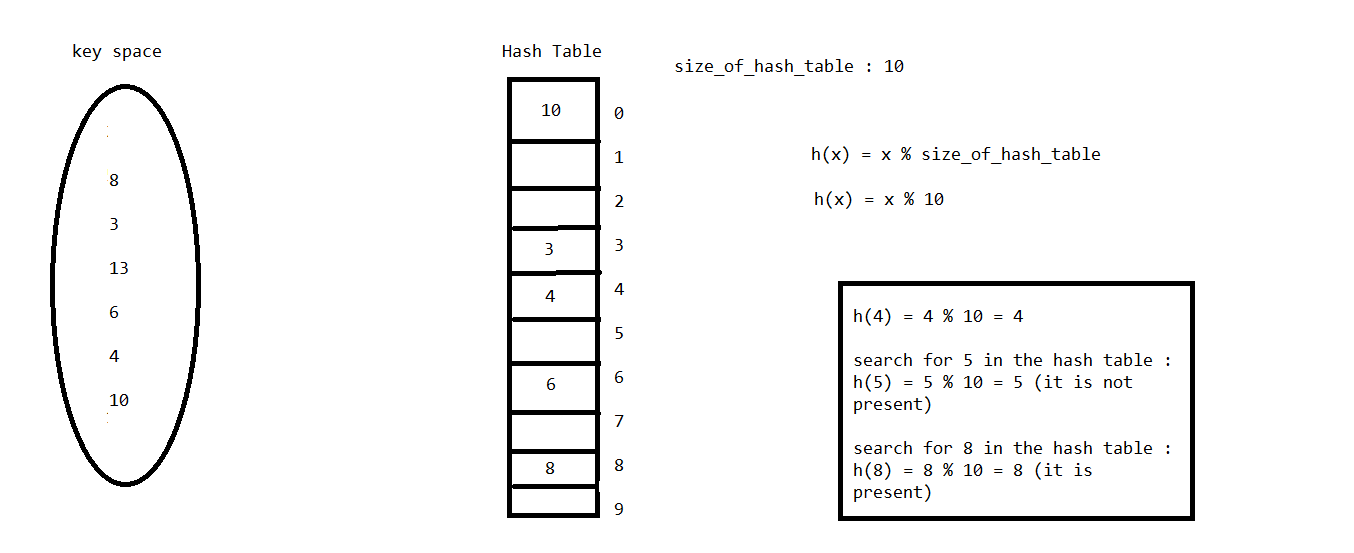 key space
8
3
13
6
4
10
Hash Table
10
3
4
6
8
0
1
2
3
4
5
6
7
8
9
size_of_hash_table : 10
h(x) = x % size_of_hash_table
h(x) = x % 10
h(4) = 4 % 10 = 4
search for 5 in the hash table :
h(5) = 5 % 10 = 5 (it is not
present)
search for 8 in the hash table :
h(8) = 8 % 10 = 8 (it is
present)